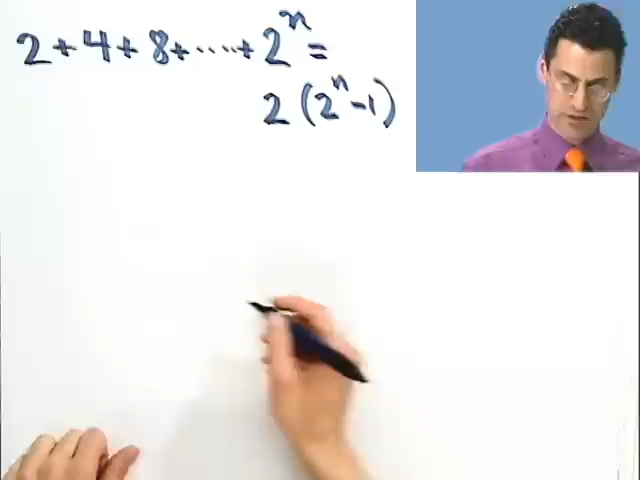 2 + 4 + 8 + ..... + 2^n =
2 (2^n - 1)